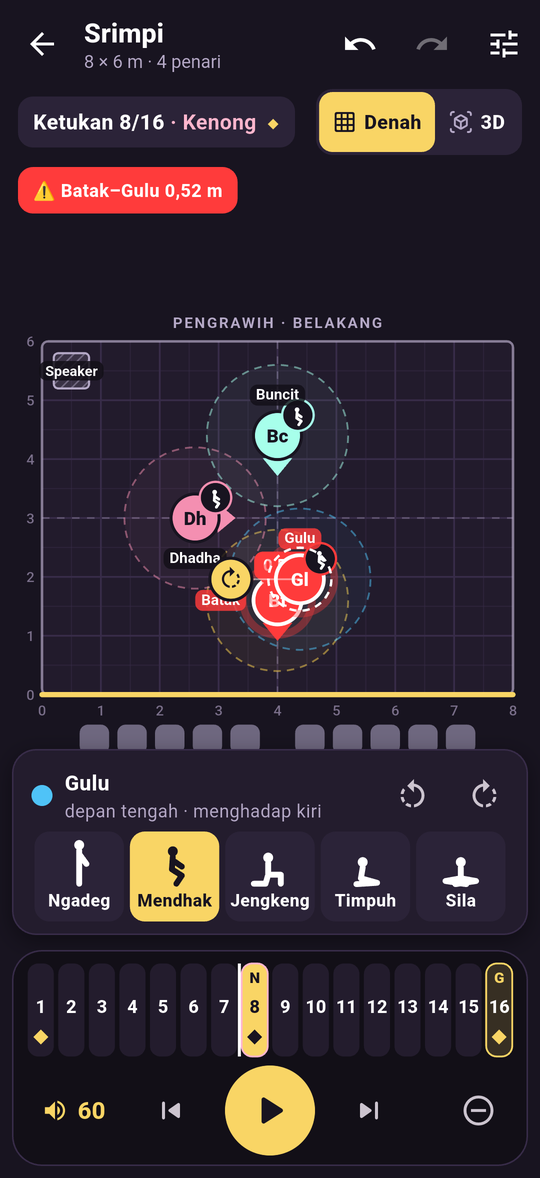 Srimpi
8 × 6 m · 4 penari
Ketukan 8/16 · Kenong
Denah
3D
⚠️ Batak–Gulu 0,52 m
PENGRAWIH · BELAKANG
6
Speaker
Buncit
5
Bc
4
3
Dh
Gulu
Dhadha
2
Gl
Batak
1
0
0 1 2 3 4 5 6 7 8
Gulu
depan tengah · menghadap kiri
Ngadeg
Mendhak
Jengkeng
Timpuh
Sila
N
G
1 2 3 4 5 6 7 8 9 10 11 12 13 14 15 16
60